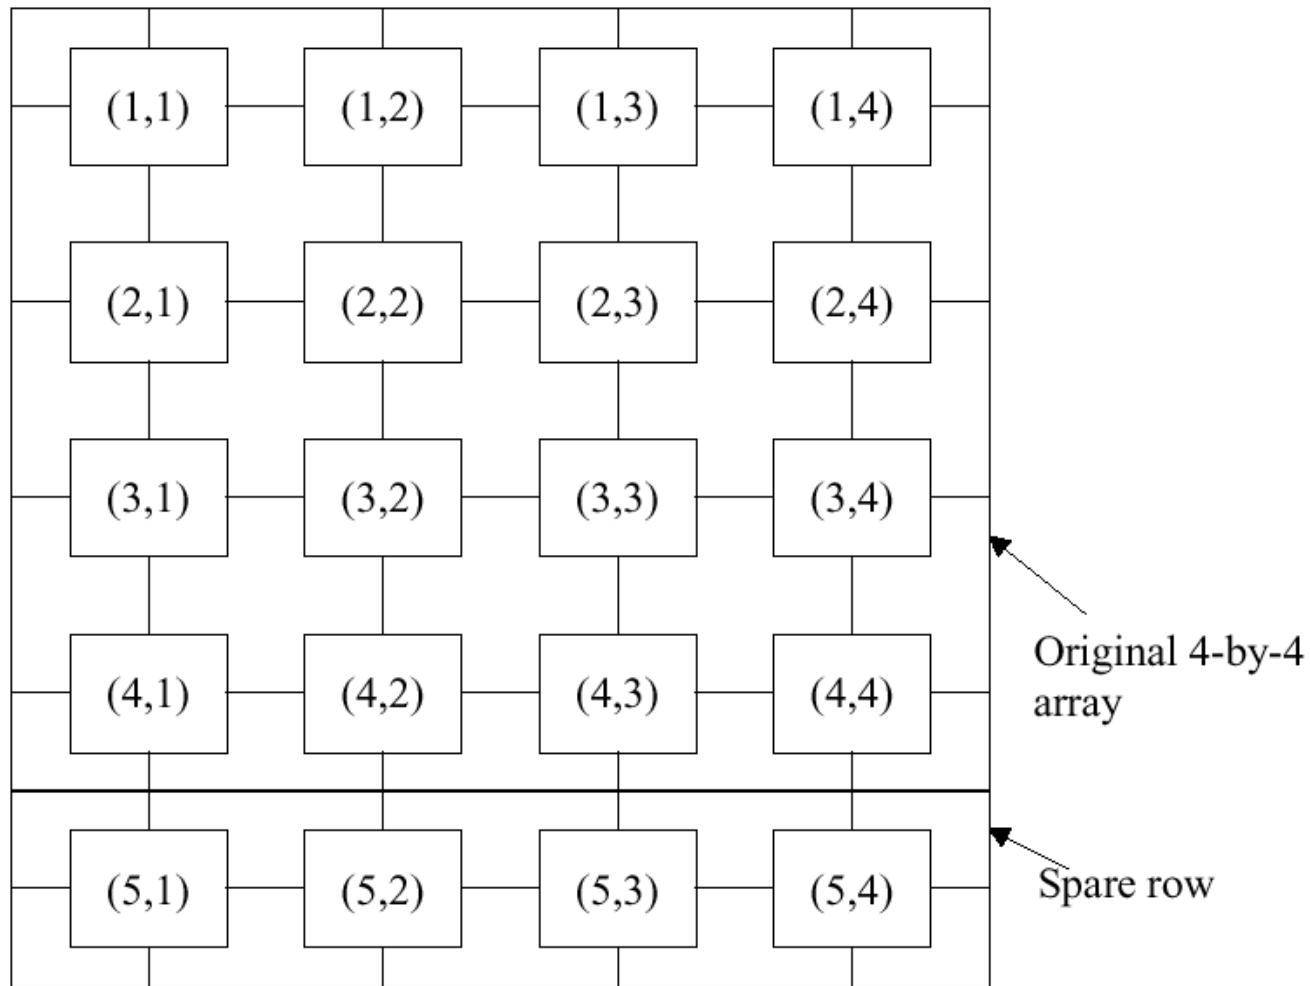 (1,1) (1,2) (1,3) (1,4)
(2,1) (2,2) (2,3) (2,4)
(3,1) (3,2) (3,3) (3,4)
Original 4-by-4
array
(4,1) (4,2) (4,3) (4,4)
(5,1) (5,2) (5,3) (5,4)
Spare row